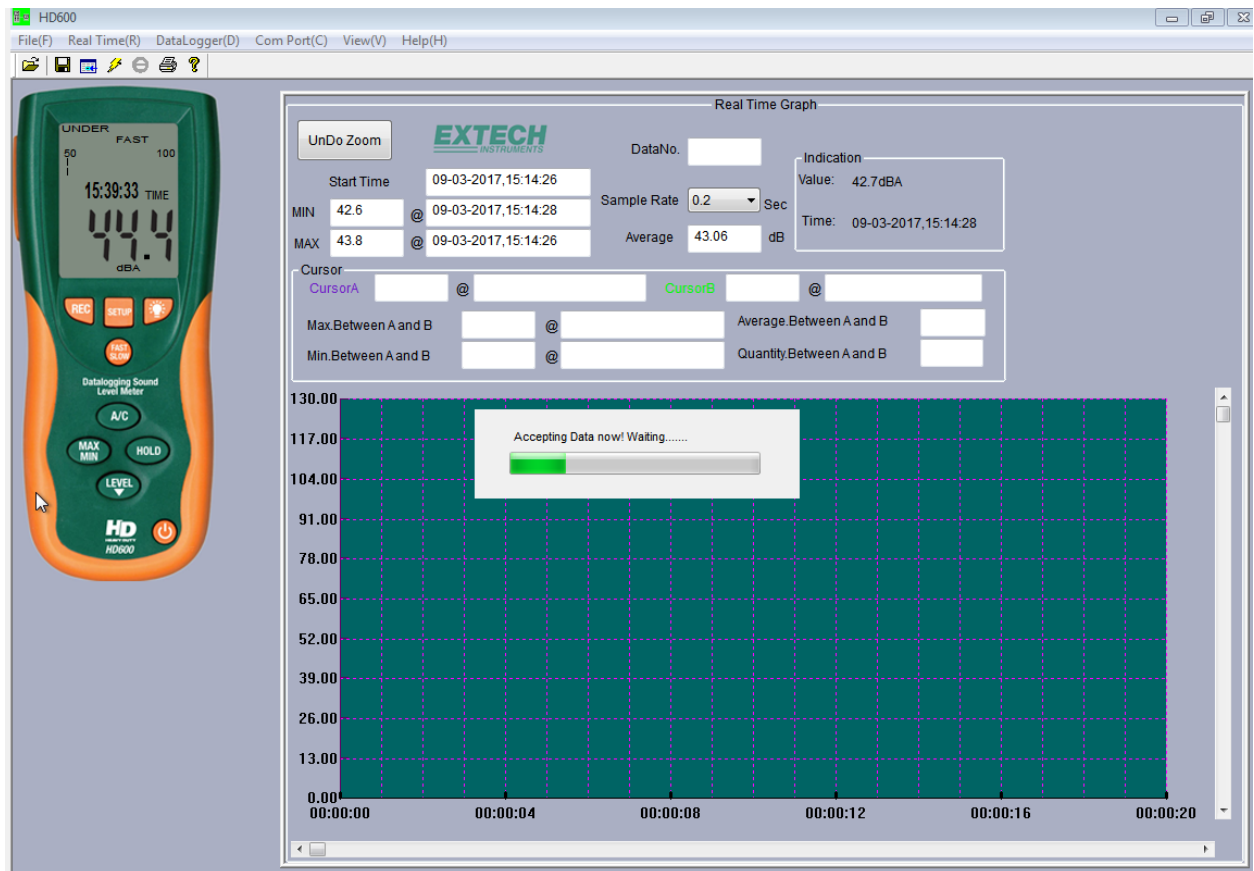 HD600
File(F) Real Time(R) DataLogger(D) Com Port(C) View(V) Help(H)
UNDER
FAST
50 100
15:39:33 TIME
44.4
dBA
REC SETUP
FAST
SLOW
Datalogging Sound
Level Meter
A/C
MAX
MIN
HOLD
LEVEL
HD
HEAVY DUTY
HD600
Real Time Graph
UnDo Zoom
EXTECH
INSTRUMENTS
DataNo.
Indication
Value: 42.7dBA
Time: 09-03-2017,15:14:28
Start Time 09-03-2017,15:14:26
MIN 42.6 @ 09-03-2017,15:14:28
MAX 43.8 @ 09-03-2017,15:14:26
Sample Rate 0.2 Sec
Average 43.06 dB
Cursor
CursorA @ CursorB @
Max.Between A and B @ Average.Between A and B
Min.Between A and B @ Quantity.Between A and B
Accepting Data now! Waiting.......
130.00
117.00
104.00
91.00
78.00
65.00
52.00
39.00
26.00
13.00
0.00
00:00:00 00:00:04 00:00:08 00:00:12 00:00:16 00:00:20